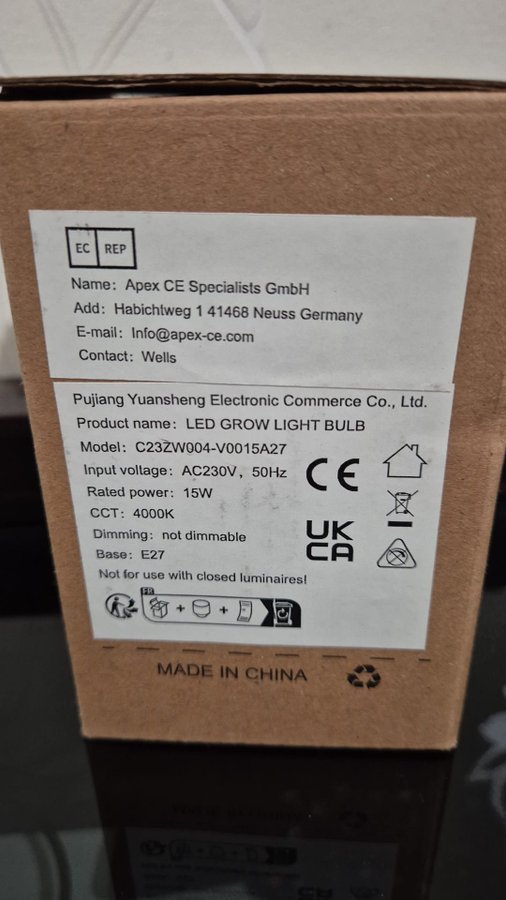 EC REP
Name: Apex CE Specialists GmbH
Add: Habichtweg 1 41468 Neuss Germany
E-mail: Info@apex-ce.com
Contact: Wells
Pujiang Yuansheng Electronic Commerce Co., Ltd.
Product name: LED GROW LIGHT BULB
Model: C23ZW004-V0015A27
Input voltage: AC230V, 50Hz
Rated power: 15W
CCT: 4000K
Dimming: not dimmable
Base: E27
Not for use with closed luminaires!
CE
UK
CA
FR
MADE IN CHINA